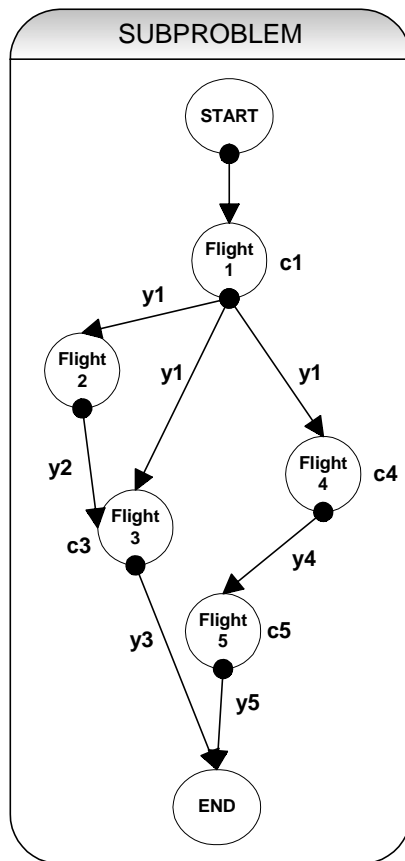 SUBPROBLEM
START
Flight
1
c1
y1
y1
y1
Flight
2
Flight
4
c4
y2
Flight
3
c3
y4
Flight
5
c5
y3
y5
END